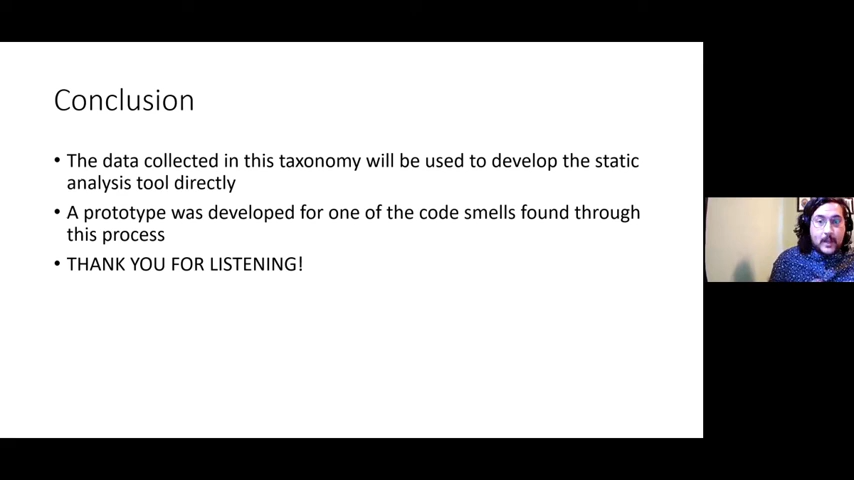 Conclusion
• The data collected in this taxonomy will be used to develop the static
analysis tool directly
• A prototype was developed for one of the code smells found through
this process
• THANK YOU FOR LISTENING!